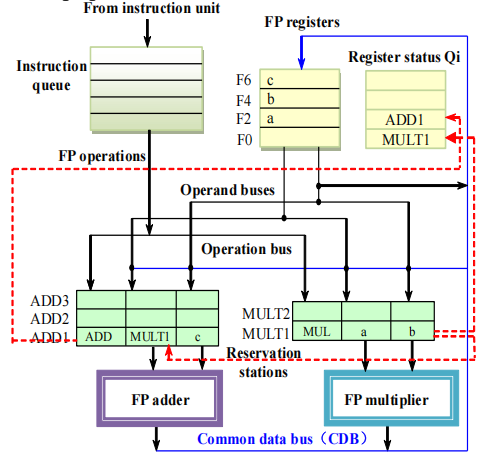 From instruction unit
FP registers
Instruction queue
Register status Qi
F6 c
F4 b
F2 a
F0
ADD1
MULT1
FP operations
Operand buses
Operation bus
ADD3
ADD2
ADD1 ADD MULT1 c
MULT2
MULT1 MUL a b
Reservation stations
FP adder
FP multiplier
Common data bus（CDB）